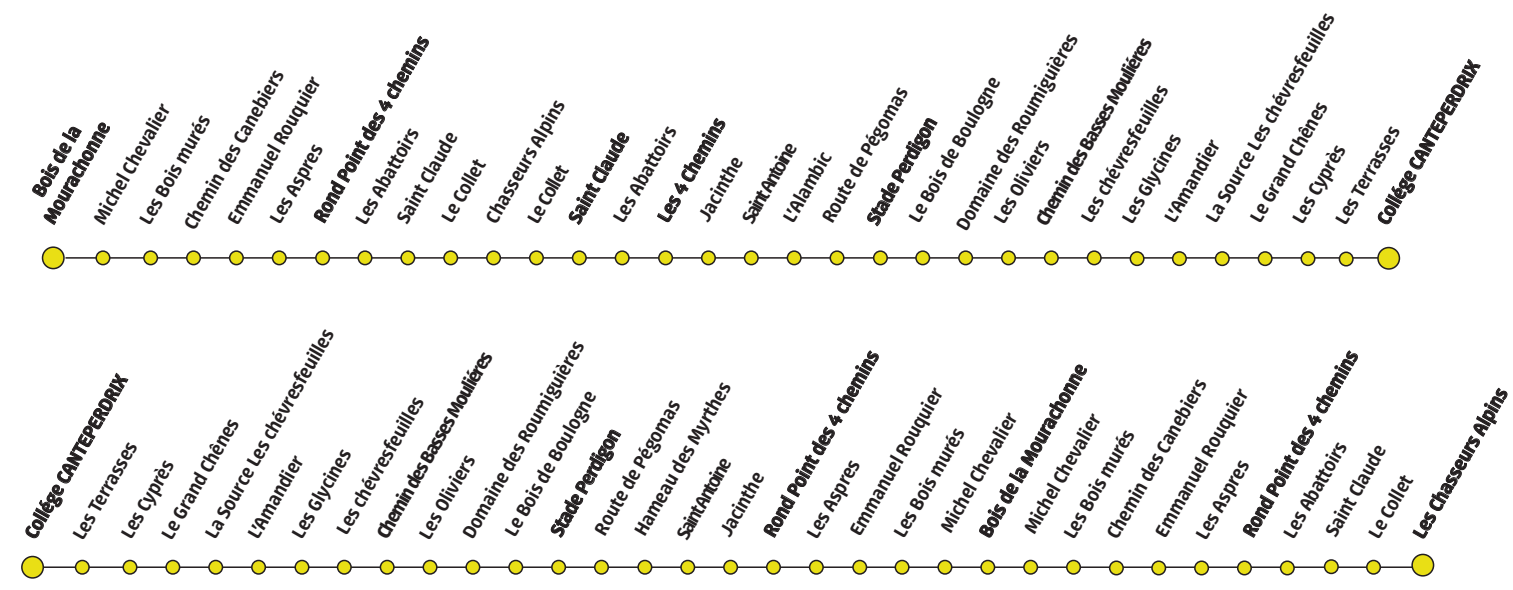 Bois de la
Mourachonne
Michel Chevalier
Les Bois murés
Chemin des Canebiers
Emmanuel Rouquier
Les Aspres
Rond Point des 4 chemins
Les Abattoirs
Saint Claude
Le Collet
Chasseurs Alpins
Le Collet
Saint Claude
Les Abattoirs
Les 4 Chemins
Jacinthe
Saint Antoine
L'Alambic
Route de Pégomas
Stade Perdigon
Le Bois de Boulogne
Domaine des Roumiguières
Les Oliviers
Chemin des Basses Mouliéres
Les chévresfeuilles
Les Glycines
L'Amandier
La Source Les chévresfeuilles
Le Grand Chênes
Les Cyprès
Les Terrasses
Collége CANTEPERDRIX
Collége CANTEPERDRIX
Les Terrasses
Les Cyprès
Le Grand Chênes
La Source Les chévresfeuilles
L'Amandier
Les Glycines
Les chévresfeuilles
Chemin des Basses Mouliéres
Les Oliviers
Domaine des Roumiguières
Le Bois de Boulogne
Stade Perdigon
Route de Pégomas
Hameau des Myrthes
Saint Antoine
Jacinthe
Rond Point des 4 chemins
Les Aspres
Emmanuel Rouquier
Les Bois murés
Michel Chevalier
Bois de la Mourachonne
Michel Chevalier
Les Bois murés
Chemin des Canebiers
Emmanuel Rouquier
Les Aspres
Rond Point des 4 chemins
Les Abattoirs
Saint Claude
Le Collet
Les Chasseurs Alpins